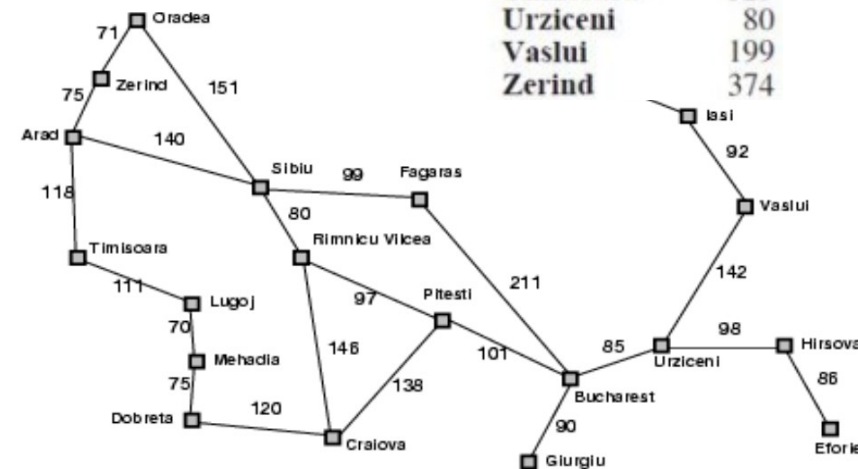 Oradea
71
Urziceni 80
Vaslui 199
Zerind 374
Zerind
151
75
Iasi
Arad
140
92
Sibiu
99
Fagaras
118
80
Vaslui
Rimnicu Vilcea
Timisoara
142
211
111
97
Pitesti
Lugoj
70
146
101
85
98
Hirsova
Urziceni
Mehadia
138
86
75
Bucharest
120
Dobreta
90
Craiova
Eforie
Giurgiu